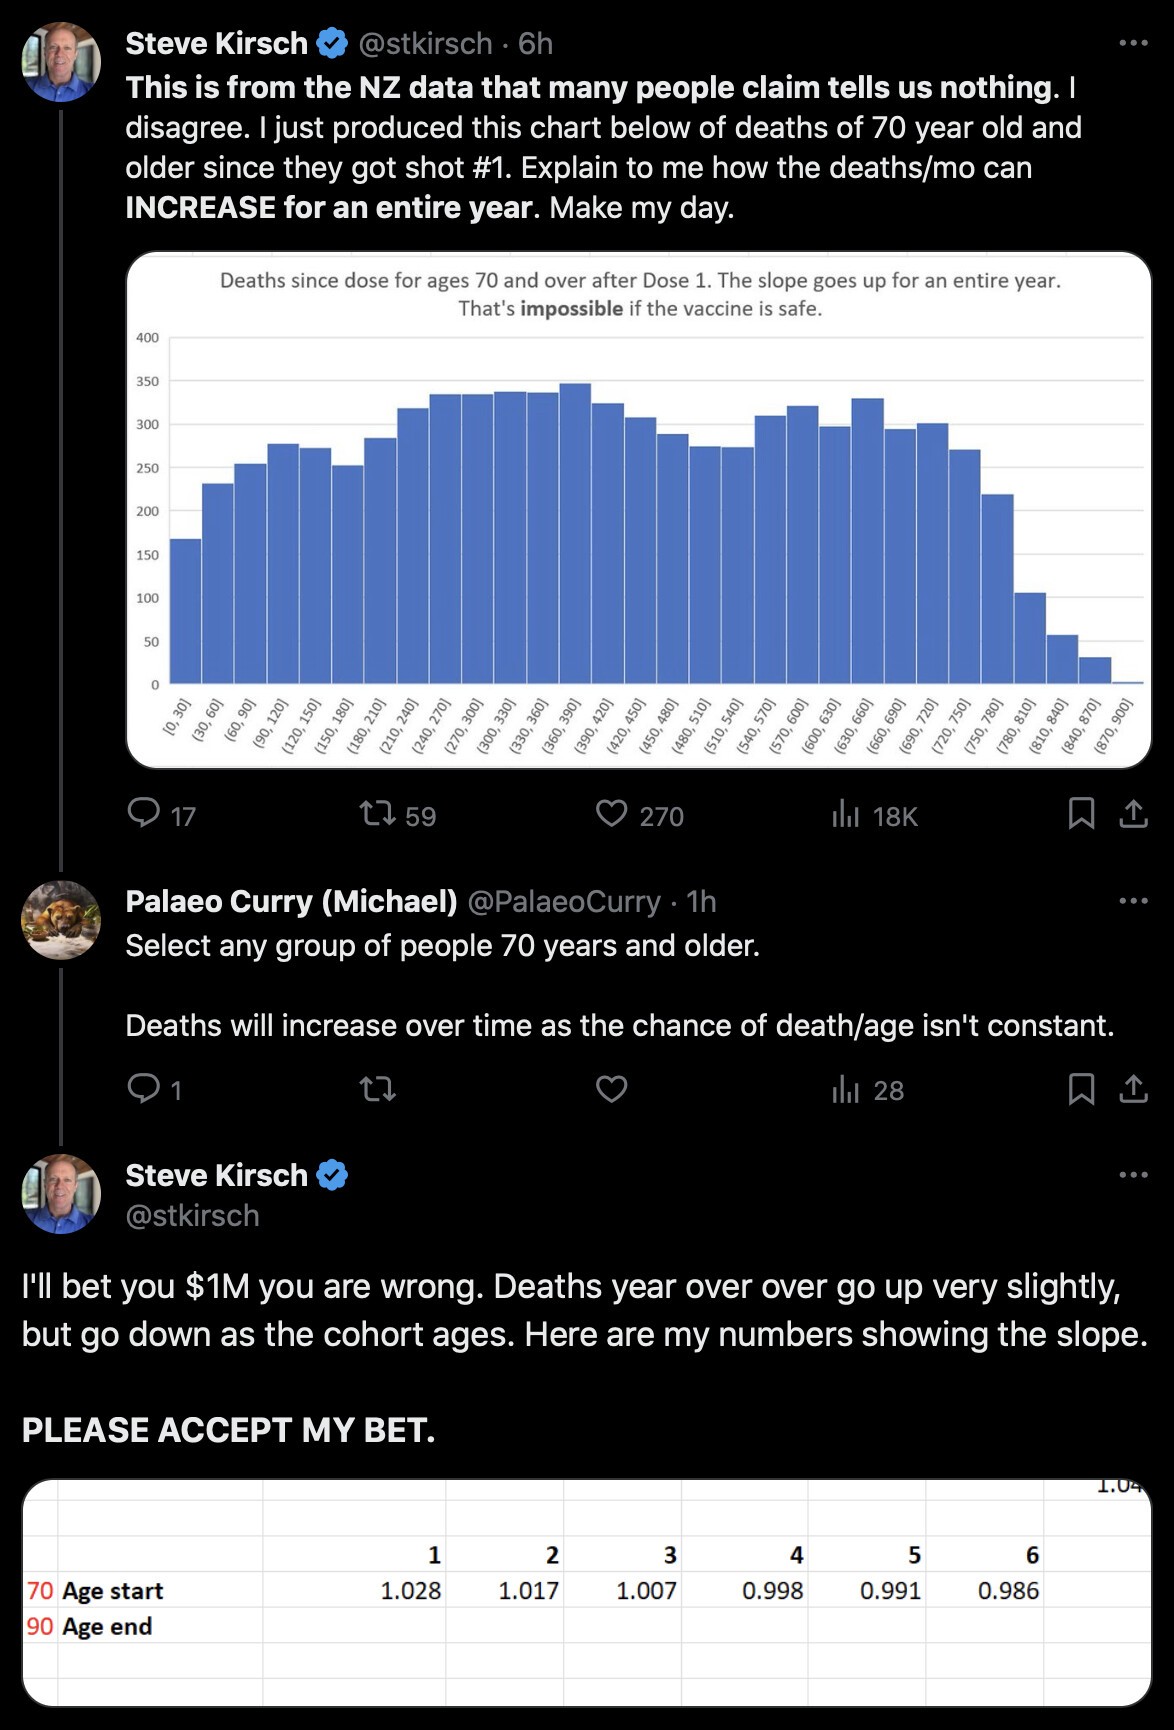 Steve Kirsch @stkirsch · 6h
This is from the NZ data that many people claim tells us nothing. I
disagree. I just produced this chart below of deaths of 70 year old and
older since they got shot #1. Explain to me how the deaths/mo can
INCREASE for an entire year. Make my day.
Deaths since dose for ages 70 and over after Dose 1. The slope goes up for an entire year.
That's impossible if the vaccine is safe.
400
350
300
250
200
150
100
50
0
[0, 30] (30, 60] (60, 90] (90, 120] (120, 150] (150, 180] (180, 210] (210, 240] (240, 270] (270, 300] (300, 330] (330, 360] (360, 390] (390, 420] (420, 450] (450, 480] (480, 510] (510, 540] (540, 570] (570, 600] (600, 630] (630, 660] (660, 690] (690, 720] (720, 750] (750, 780] (780, 810] (810, 840] (840, 870] (870, 900]
17 59 270 18K
Palaeo Curry (Michael) @PalaeoCurry · 1h
Select any group of people 70 years and older.
Deaths will increase over time as the chance of death/age isn't constant.
1 28
Steve Kirsch
@stkirsch
I'll bet you $1M you are wrong. Deaths year over over go up very slightly,
but go down as the cohort ages. Here are my numbers showing the slope.
PLEASE ACCEPT MY BET.
1.04
1 2 3 4 5 6
70 Age start 1.028 1.017 1.007 0.998 0.991 0.986
90 Age end